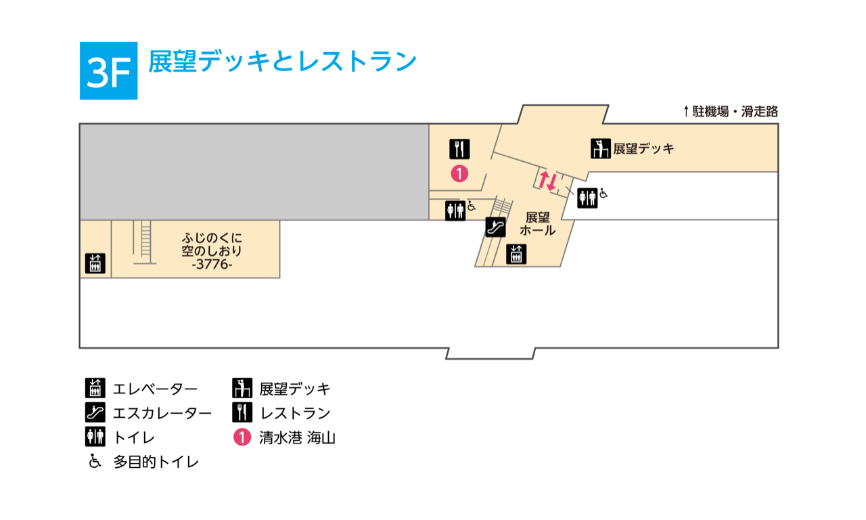 3F
展望デッキとレストラン
↑駐機場・滑走路
展望デッキ
1
展望
ホール
ふじのくに
空のしおり
-3776-
エレベーター
エスカレーター
トイレ
多目的トイレ
展望デッキ
レストラン
1 清水港 海山